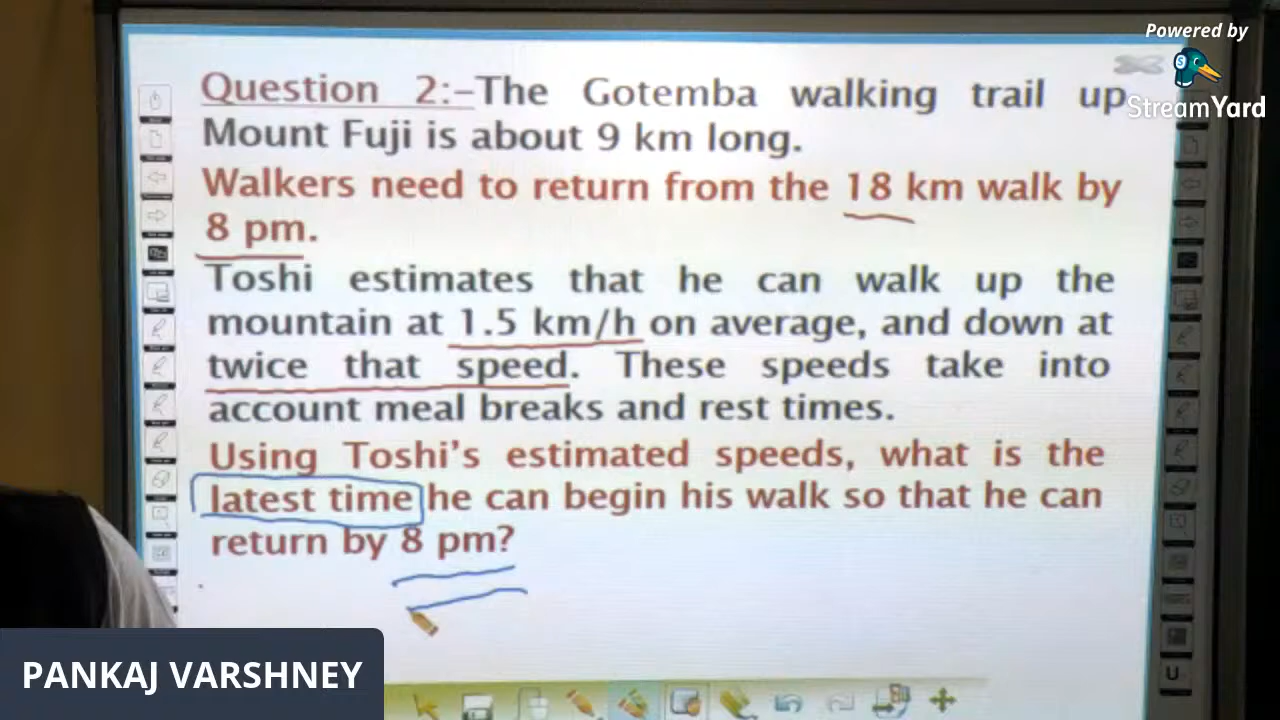 Powered by
StreamYard
Question 2:-The Gotemba walking trail up
Mount Fuji is about 9 km long.
Walkers need to return from the 18 km walk by
8 pm.
Toshi estimates that he can walk up the
mountain at 1.5 km/h on average, and down at
twice that speed. These speeds take into
account meal breaks and rest times.
Using Toshi's estimated speeds, what is the
latest time he can begin his walk so that he can
return by 8 pm?
PANKAJ VARSHNEY